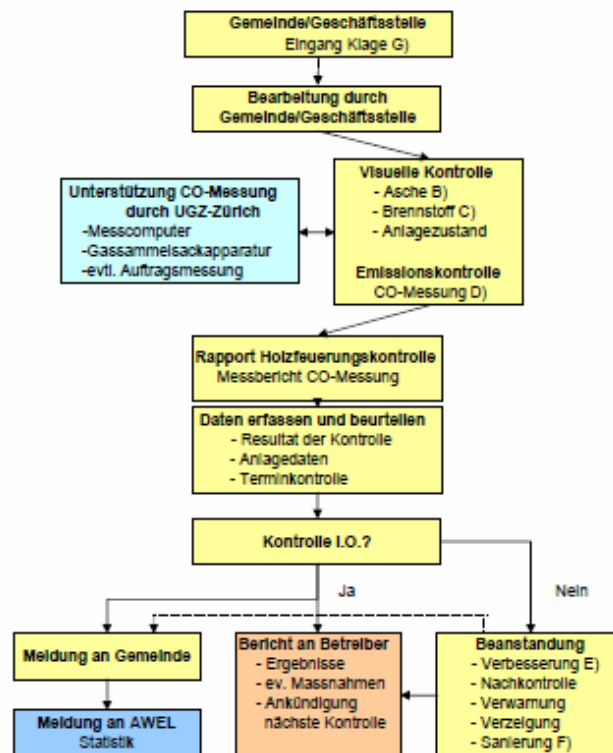 Gemeinde/Geschäftsstelle
Eingang Klage G)
Bearbeitung durch
Gemeinde/Geschäftsstelle
Unterstützung CO-Messung
durch UGZ-Zürich
-Messcomputer
-Gassammelsackapparatur
-evtl. Auftragsmessung
Visuelle Kontrolle
- Asche B)
- Brennstoff C)
- Anlagezustand
Emissionskontrolle
CO-Messung D)
Rapport Holzfeuerungskontrolle
Messbericht CO-Messung
Daten erfassen und beurteilen
- Resultat der Kontrolle
- Anlagedaten
- Terminkontrolle
Kontrolle I.O.?
Ja
Nein
Meldung an Gemeinde
Meldung an AWEL
Statistik
Bericht an Betreiber
- Ergebnisse
- ev. Massnahmen
- Ankündigung
nächste Kontrolle
Beanstandung
- Verbesserung E)
- Nachkontrolle
- Verwarnung
- Verzeigung
- Sanierung F)